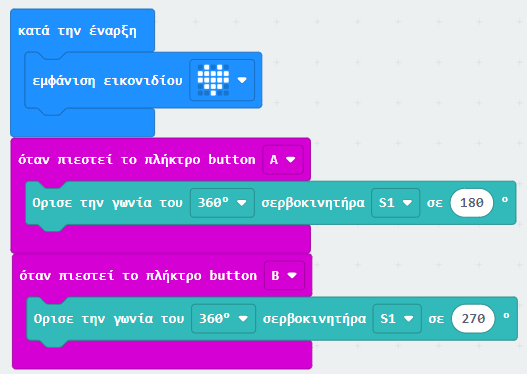 κατά την έναρξη
εμφάνιση εικονιδίου
όταν πιεστεί το πλήκτρο button A
Ορισε την γωνία του 360° σερβοκινητήρα S1 σε 180 °
όταν πιεστεί το πλήκτρο button B
Ορισε την γωνία του 360° σερβοκινητήρα S1 σε 270 °